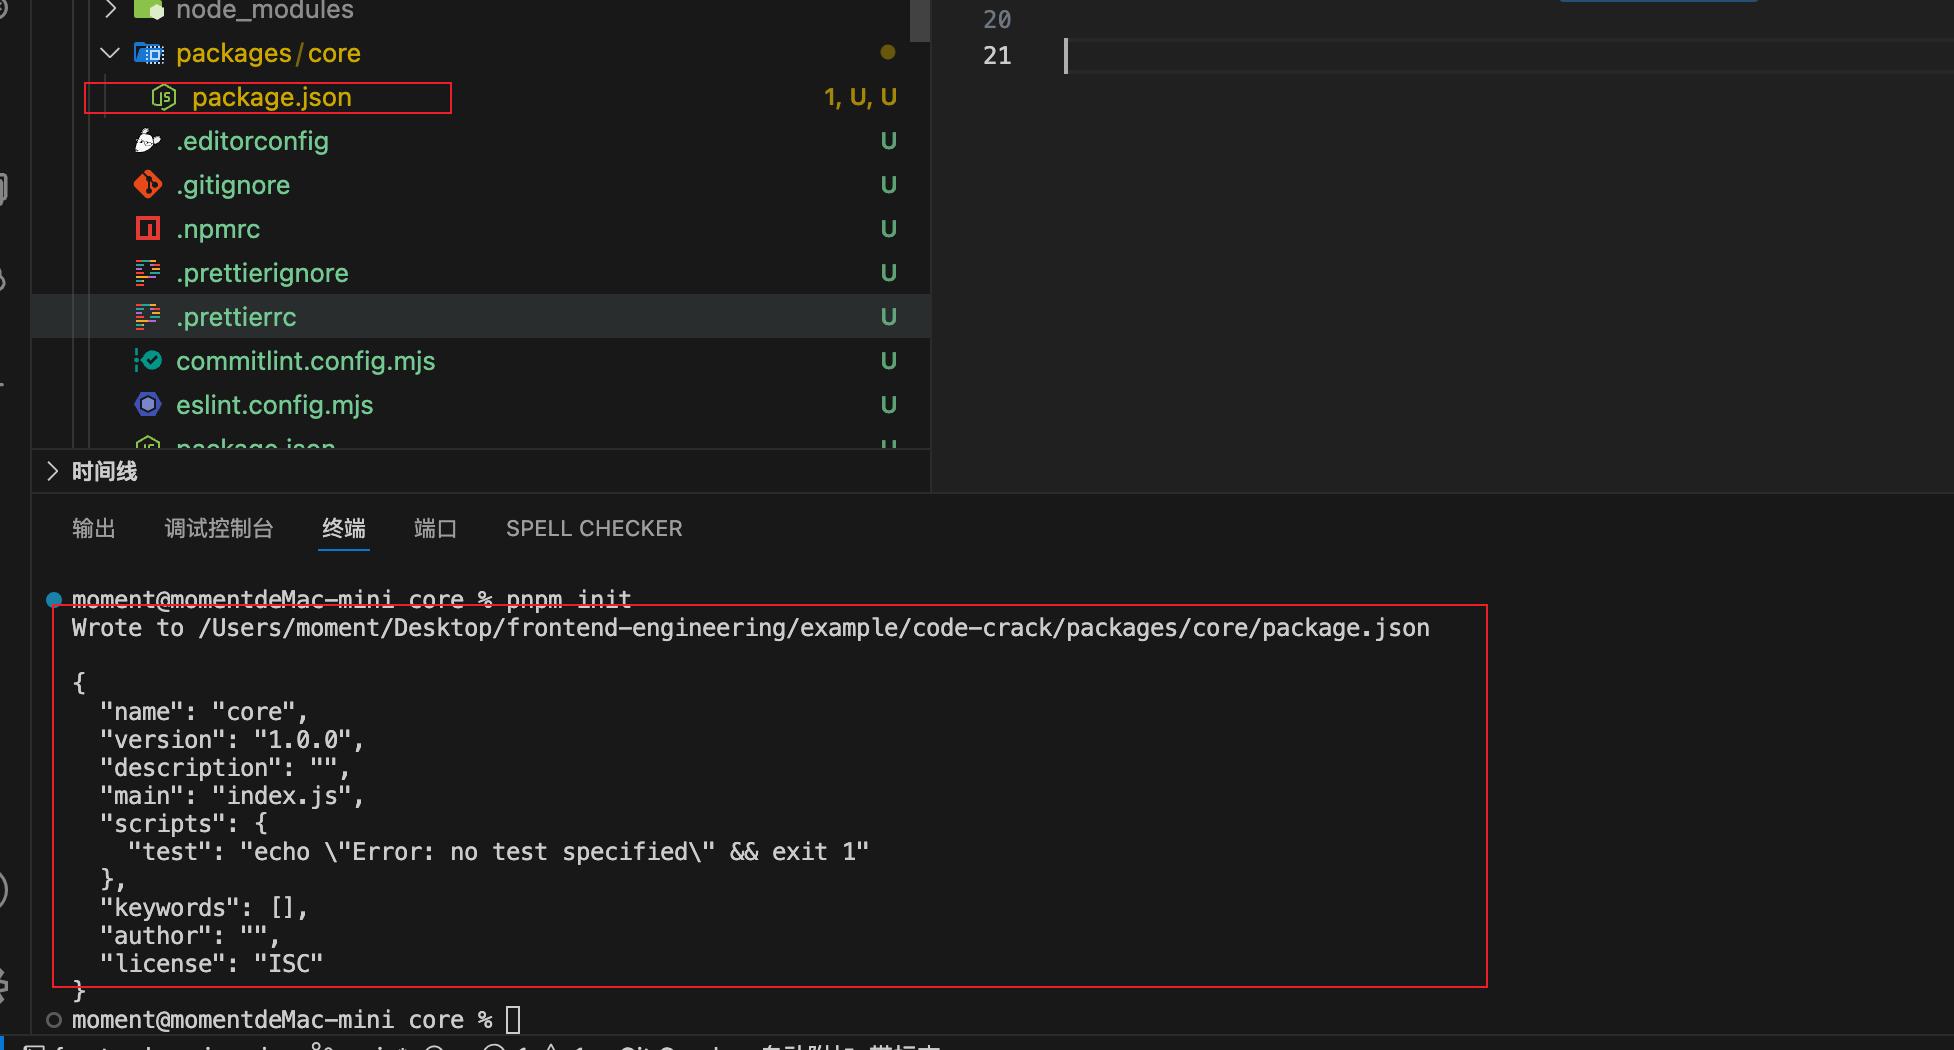 node_modules
packages/core
package.json 1, U, U
.editorconfig U
.gitignore U
.npmrc U
.prettierignore U
.prettierrc U
commitlint.config.mjs U
eslint.config.mjs U
package.json U
时间线
20
21
输出 调试控制台 终端 端口 SPELL CHECKER
moment@momentdeMac-mini core % pnpm init
Wrote to /Users/moment/Desktop/frontend-engineering/example/code-crack/packages/core/package.json
{
"name": "core",
"version": "1.0.0",
"description": "",
"main": "index.js",
"scripts": {
"test": "echo \"Error: no test specified\" && exit 1"
},
"keywords": [],
"author": "",
"license": "ISC"
}
moment@momentdeMac-mini core %